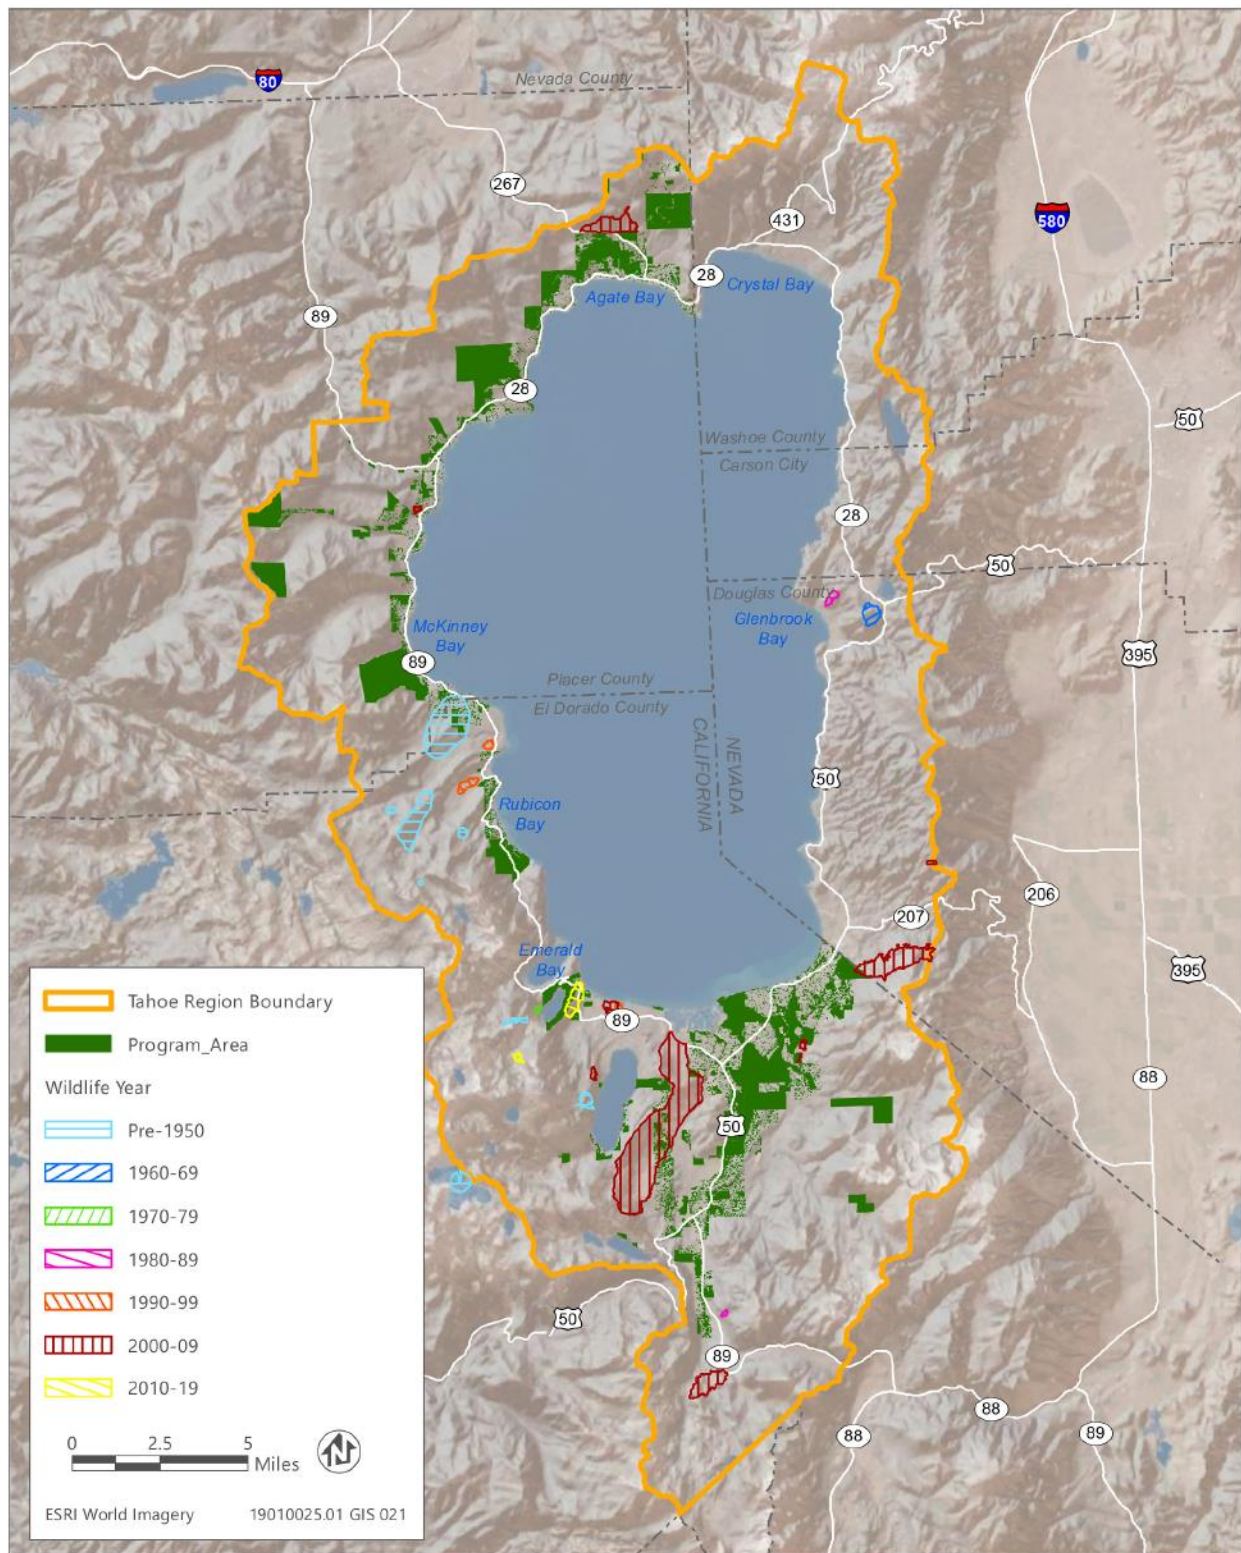 Nevada County
80
267
431
580
89
28
Agate Bay
Crystal Bay
28
50
Washoe County
Carson City
28
50
Douglas County
Glenbrook
Bay
McKinney
Bay
89
395
Placer County
El Dorado County
NEVADA
CALIFORNIA
50
Rubicon
Bay
206
207
Emerald
Bay
395
89
88
50
50
89
88
88
89
Tahoe Region Boundary
Program_Area
Wildlife Year
Pre-1950
1960-69
1970-79
1980-89
1990-99
2000-09
2010-19
0 2.5 5
Miles
N
ESRI World Imagery 19010025.01 GIS 021